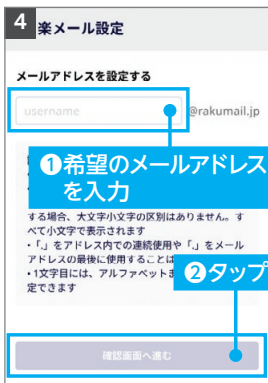 4
楽メール設定
メールアドレスを設定する
username
@rakumail.jp
❶希望のメールアドレス
を入力
する場合、大文字小文字の区別はありません。す
べて小文字で表示されます
・「.」をアドレス内での連続使用や「.」をメール
アドレスの最後に使用することは
・1文字目には、アルファベットま
定できます
❷タップ
確認画面へ進む